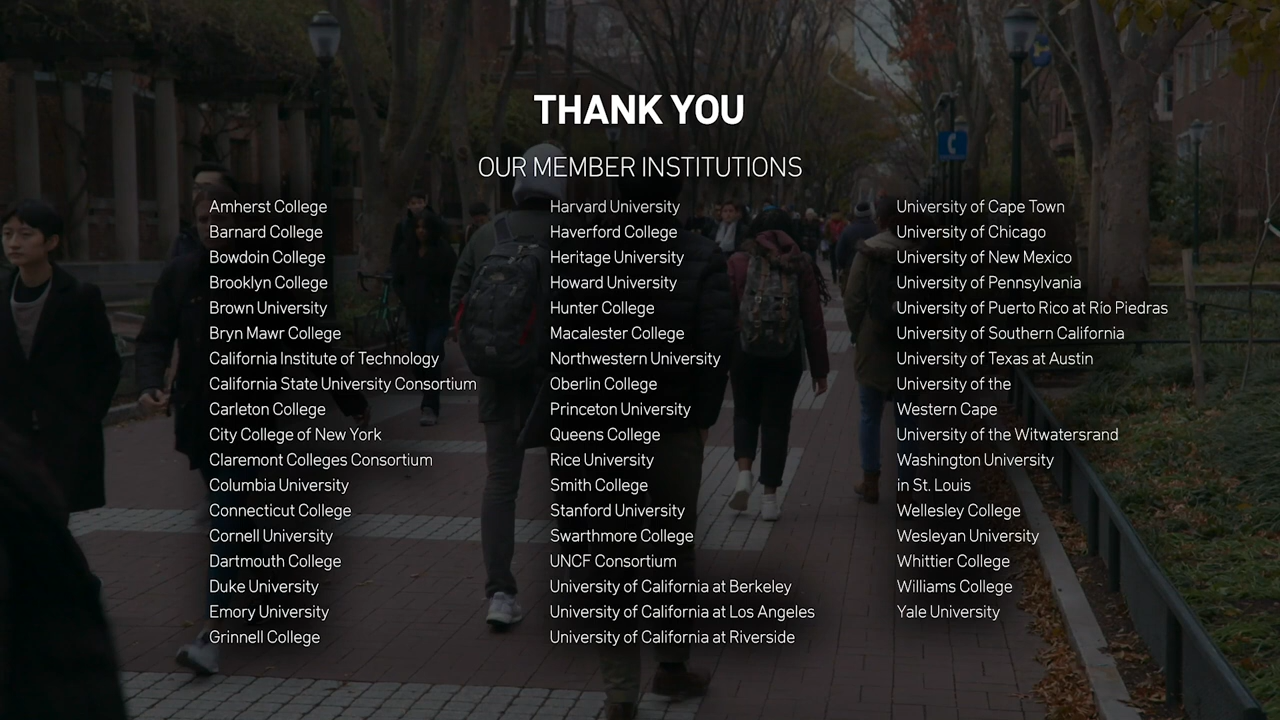 THANK YOU
OUR MEMBER INSTITUTIONS
Amherst College
Barnard College
Bowdoin College
Brooklyn College
Brown University
Bryn Mawr College
California Institute of Technology
California State University Consortium
Carleton College
City College of New York
Claremont Colleges Consortium
Columbia University
Connecticut College
Cornell University
Dartmouth College
Duke University
Emory University
Grinnell College
Harvard University
Haverford College
Heritage University
Howard University
Hunter College
Macalester College
Northwestern University
Oberlin College
Princeton University
Queens College
Rice University
Smith College
Stanford University
Swarthmore College
UNCF Consortium
University of California at Berkeley
University of California at Los Angeles
University of California at Riverside
University of Cape Town
University of Chicago
University of New Mexico
University of Pennsylvania
University of Puerto Rico at Río Piedras
University of Southern California
University of Texas at Austin
University of the
Western Cape
University of the Witwatersrand
Washington University
in St. Louis
Wellesley College
Wesleyan University
Whittier College
Williams College
Yale University